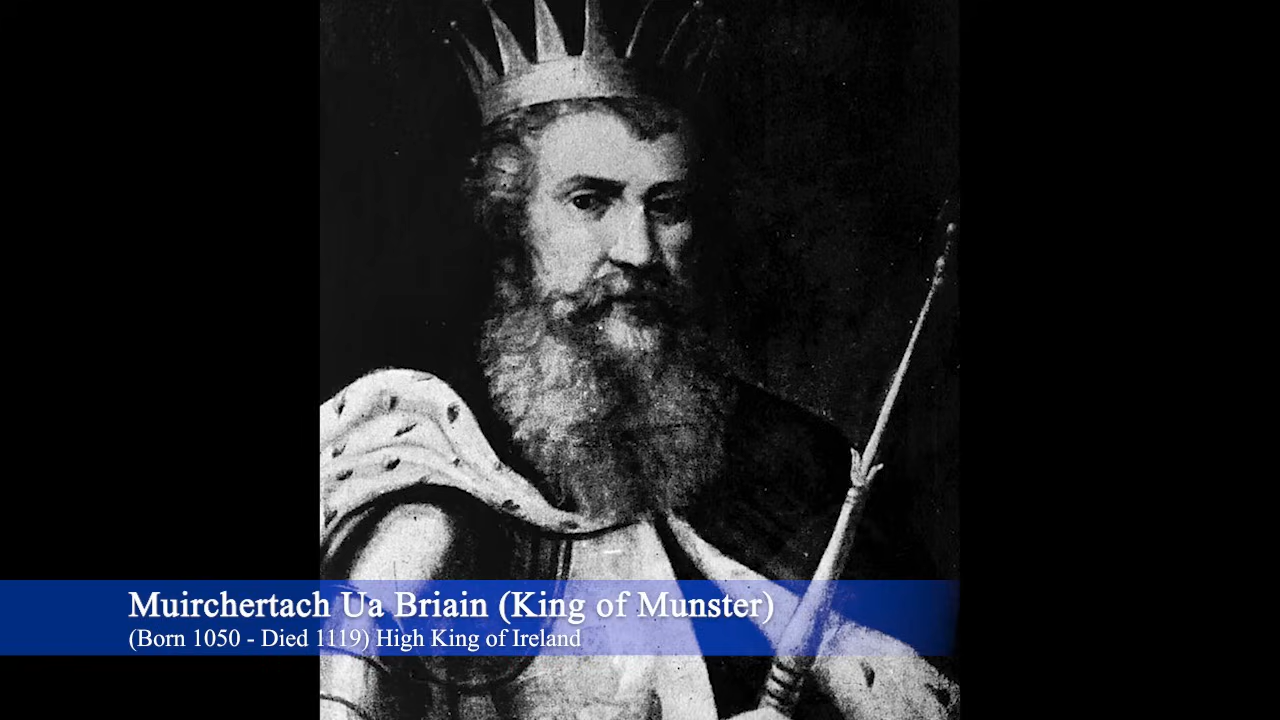 Muirchertach Ua Briain (King of Munster)
(Born 1050 - Died 1119) High King of Ireland